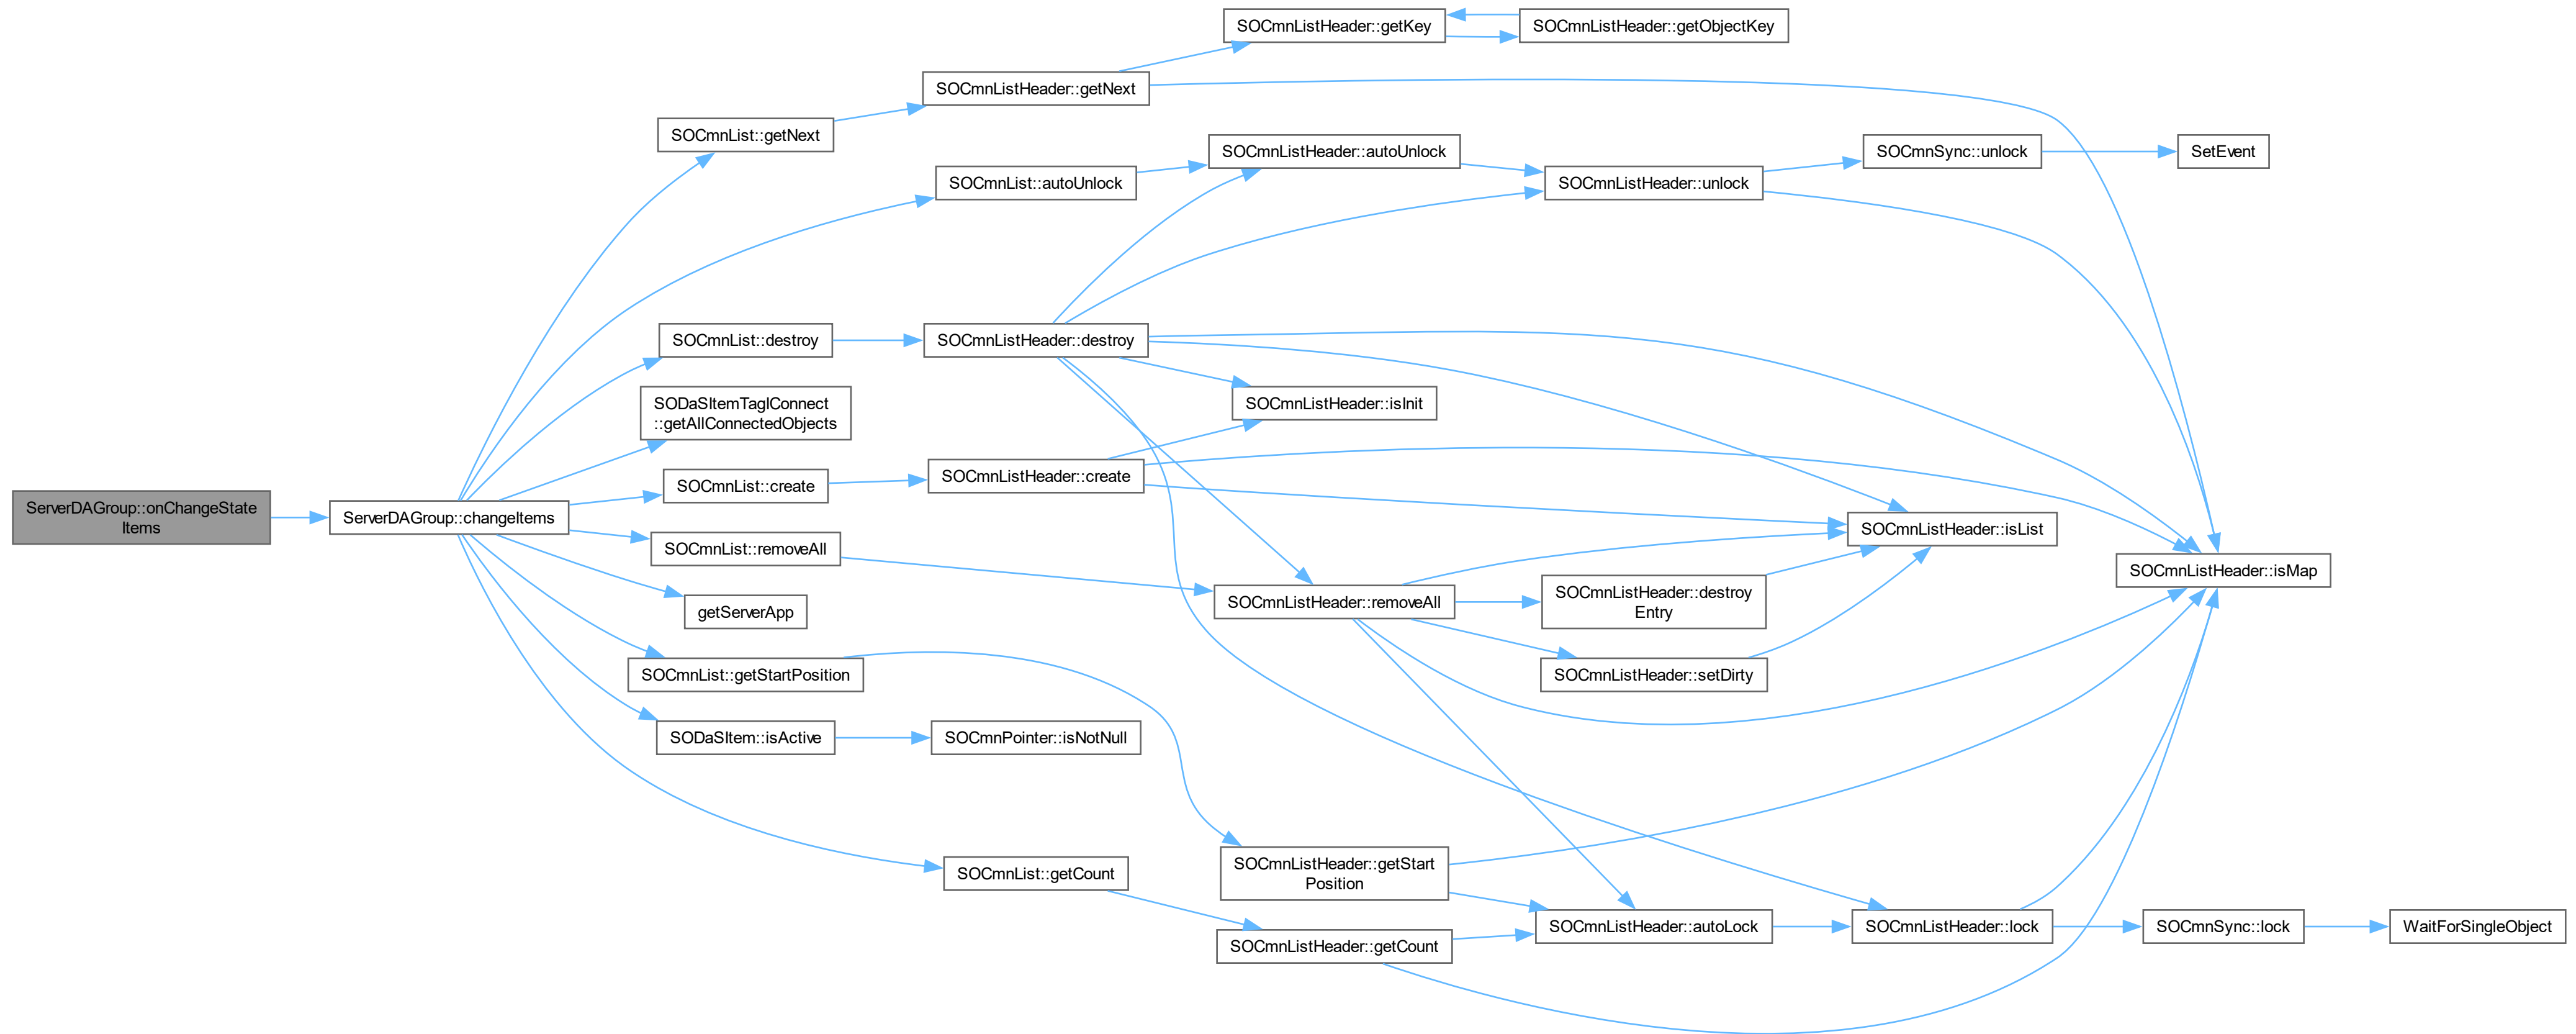 SOCmnListHeader::getKey
SOCmnListHeader::getObjectKey
SOCmnListHeader::getNext
SOCmnList::getNext
SOCmnListHeader::autoUnlock
SOCmnSync::unlock
SetEvent
SOCmnList::autoUnlock
SOCmnListHeader::unlock
SOCmnList::destroy
SOCmnListHeader::destroy
SODaSItemTagIConnect
::getAllConnectedObjects
SOCmnListHeader::isInit
SOCmnList::create
SOCmnListHeader::create
ServerDAGroup::onChangeState
Items
ServerDAGroup::changeItems
SOCmnListHeader::isList
SOCmnList::removeAll
SOCmnListHeader::isMap
SOCmnListHeader::removeAll
SOCmnListHeader::destroy
Entry
getServerApp
SOCmnList::getStartPosition
SOCmnListHeader::setDirty
SODaSItem::isActive
SOCmnPointer::isNotNull
SOCmnList::getCount
SOCmnListHeader::getStart
Position
SOCmnListHeader::getCount
SOCmnListHeader::autoLock
SOCmnListHeader::lock
SOCmnSync::lock
WaitForSingleObject